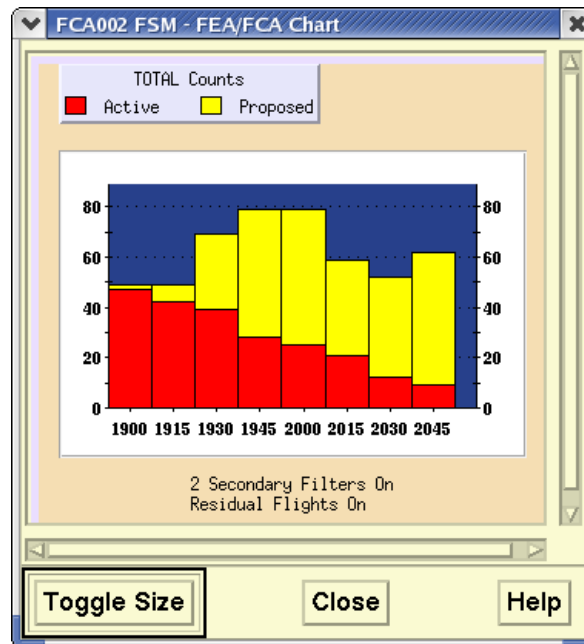 FCA002 FSM - FEA/FCA Chart
TOTAL Counts
Active Proposed
80 80
60 60
40 40
20 20
0 0
1900 1915 1930 1945 2000 2015 2030 2045
2 Secondary Filters On
Residual Flights On
Toggle Size Close Help